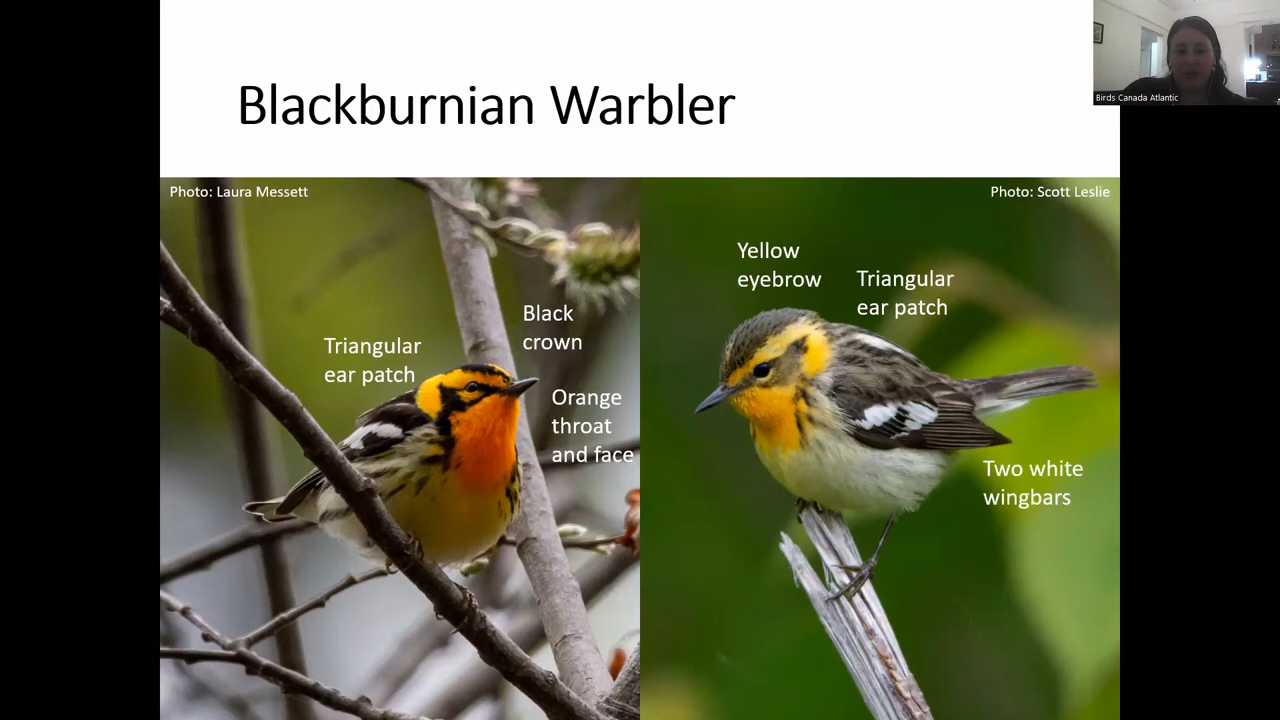 Blackburnian Warbler
Birds Canada Atlantic
Photo: Laura Messett
Triangular
ear patch
Black
crown
Orange
throat
and face
Photo: Scott Leslie
Yellow
eyebrow
Triangular
ear patch
Two white
wingbars